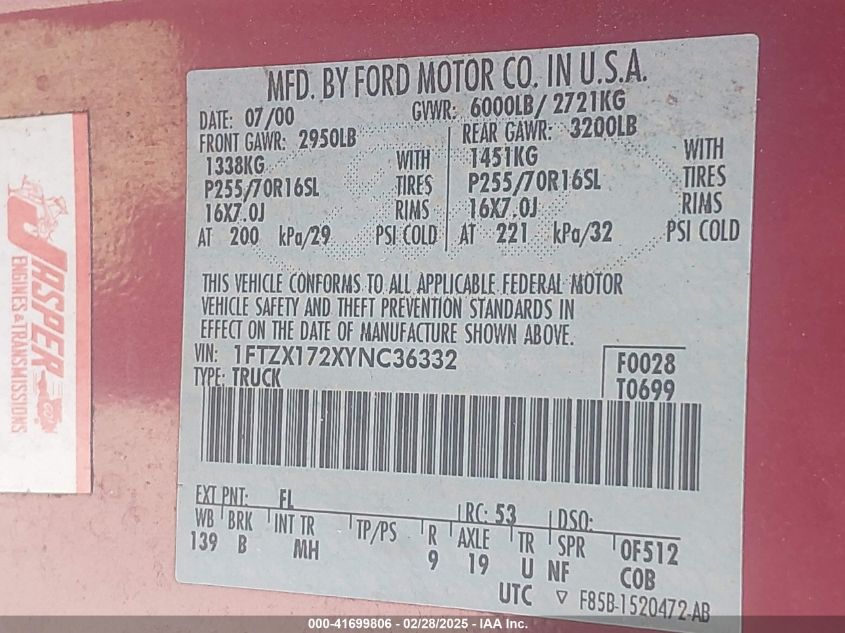 MFD. BY FORD MOTOR CO. IN U.S.A.
DATE: 07/00 GVWR: 6000LB/ 2721KG
FRONT GAWR: 2950LB REAR GAWR: 3200LB
1338KG WITH 1451KG WITH
P255/70R16SL TIRES P255/70R16SL TIRES
16X7.0J RIMS 16X7.0J RIMS
AT 200 kPa/29 PSI COLD AT 221 kPa/32 PSI COLD
THIS VEHICLE CONFORMS TO ALL APPLICABLE FEDERAL MOTOR
VEHICLE SAFETY AND THEFT PREVENTION STANDARDS IN
EFFECT ON THE DATE OF MANUFACTURE SHOWN ABOVE.
VIN: 1FTZX172XYNC36332 F0028
TYPE: TRUCK T0699
EXT PNT: FL RC: 53 DSO:
WB BRK INT TR TP/PS R AXLE TR SPR OF512
139 B MH 9 19 U NF COB
UTC ▽ F85B-1520472-AB
JASPER
ENGINES & TRANSMISSIONS
000-41699806 - 02/28/2025 - IAA Inc.